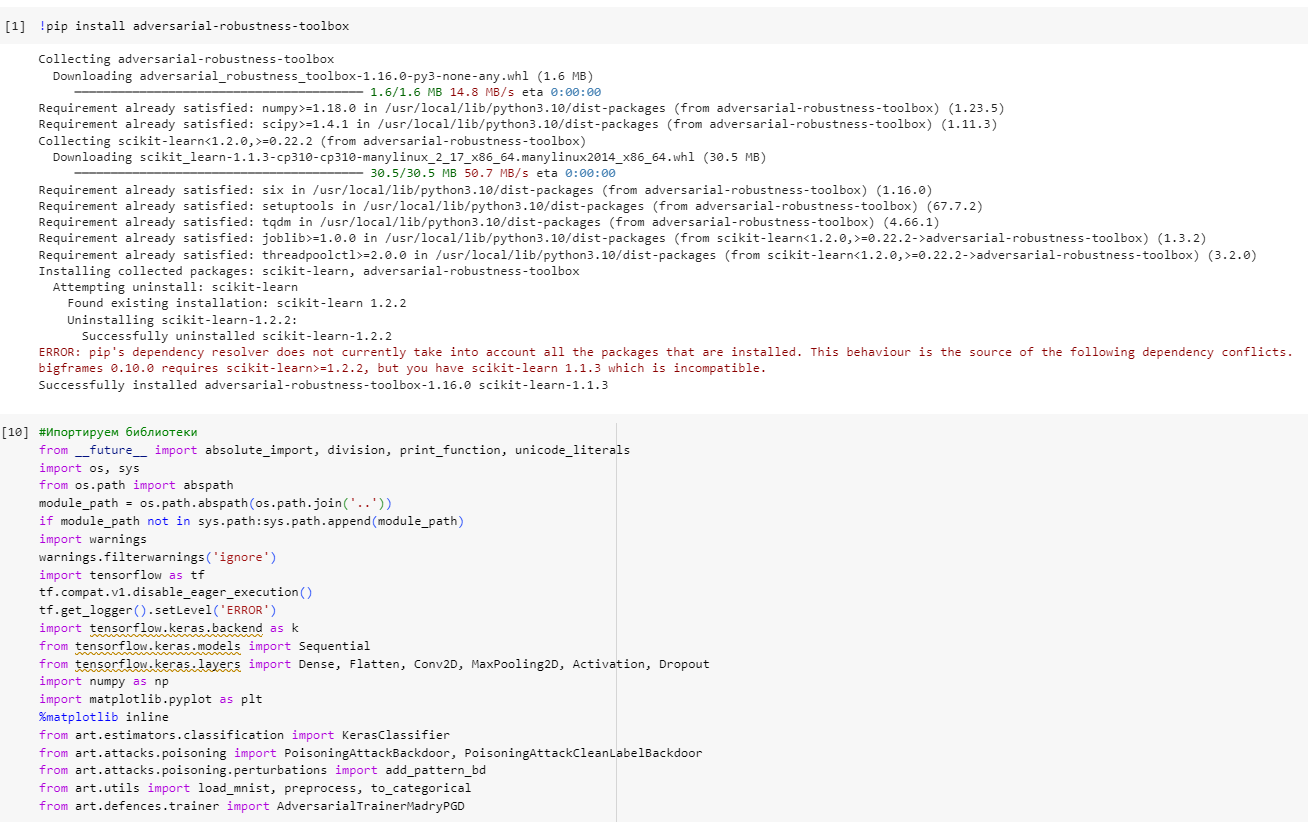 [1] !pip install adversarial-robustness-toolbox
Collecting adversarial-robustness-toolbox
Downloading adversarial_robustness_toolbox-1.16.0-py3-none-any.whl (1.6 MB)
1.6/1.6 MB 14.8 MB/s eta 0:00:00
Requirement already satisfied: numpy>=1.18.0 in /usr/local/lib/python3.10/dist-packages (from adversarial-robustness-toolbox) (1.23.5)
Requirement already satisfied: scipy>=1.4.1 in /usr/local/lib/python3.10/dist-packages (from adversarial-robustness-toolbox) (1.11.3)
Collecting scikit-learn<1.2.0,>=0.22.2 (from adversarial-robustness-toolbox)
Downloading scikit_learn-1.1.3-cp310-cp310-manylinux_2_17_x86_64.manylinux2014_x86_64.whl (30.5 MB)
30.5/30.5 MB 50.7 MB/s eta 0:00:00
Requirement already satisfied: six in /usr/local/lib/python3.10/dist-packages (from adversarial-robustness-toolbox) (1.16.0)
Requirement already satisfied: setuptools in /usr/local/lib/python3.10/dist-packages (from adversarial-robustness-toolbox) (67.7.2)
Requirement already satisfied: tqdm in /usr/local/lib/python3.10/dist-packages (from adversarial-robustness-toolbox) (4.66.1)
Requirement already satisfied: joblib>=1.0.0 in /usr/local/lib/python3.10/dist-packages (from scikit-learn<1.2.0,>=0.22.2->adversarial-robustness-toolbox) (1.3.2)
Requirement already satisfied: threadpoolctl>=2.0.0 in /usr/local/lib/python3.10/dist-packages (from scikit-learn<1.2.0,>=0.22.2->adversarial-robustness-toolbox) (3.2.0)
Installing collected packages: scikit-learn, adversarial-robustness-toolbox
Attempting uninstall: scikit-learn
Found existing installation: scikit-learn 1.2.2
Uninstalling scikit-learn-1.2.2:
Successfully uninstalled scikit-learn-1.2.2
ERROR: pip's dependency resolver does not currently take into account all the packages that are installed. This behaviour is the source of the following dependency conflicts.
bigframes 0.10.0 requires scikit-learn>=1.2.2, but you have scikit-learn 1.1.3 which is incompatible.
Successfully installed adversarial-robustness-toolbox-1.16.0 scikit-learn-1.1.3
[10] #Ипортируем библиотеки
from __future__ import absolute_import, division, print_function, unicode_literals
import os, sys
from os.path import abspath
module_path = os.path.abspath(os.path.join('..'))
if module_path not in sys.path:sys.path.append(module_path)
import warnings
warnings.filterwarnings('ignore')
import tensorflow as tf
tf.compat.v1.disable_eager_execution()
tf.get_logger().setLevel('ERROR')
import tensorflow.keras.backend as k
from tensorflow.keras.models import Sequential
from tensorflow.keras.layers import Dense, Flatten, Conv2D, MaxPooling2D, Activation, Dropout
import numpy as np
import matplotlib.pyplot as plt
%matplotlib inline
from art.estimators.classification import KerasClassifier
from art.attacks.poisoning import PoisoningAttackBackdoor, PoisoningAttackCleanLabelBackdoor
from art.attacks.poisoning.perturbations import add_pattern_bd
from art.utils import load_mnist, preprocess, to_categorical
from art.defences.trainer import AdversarialTrainerMadryPGD